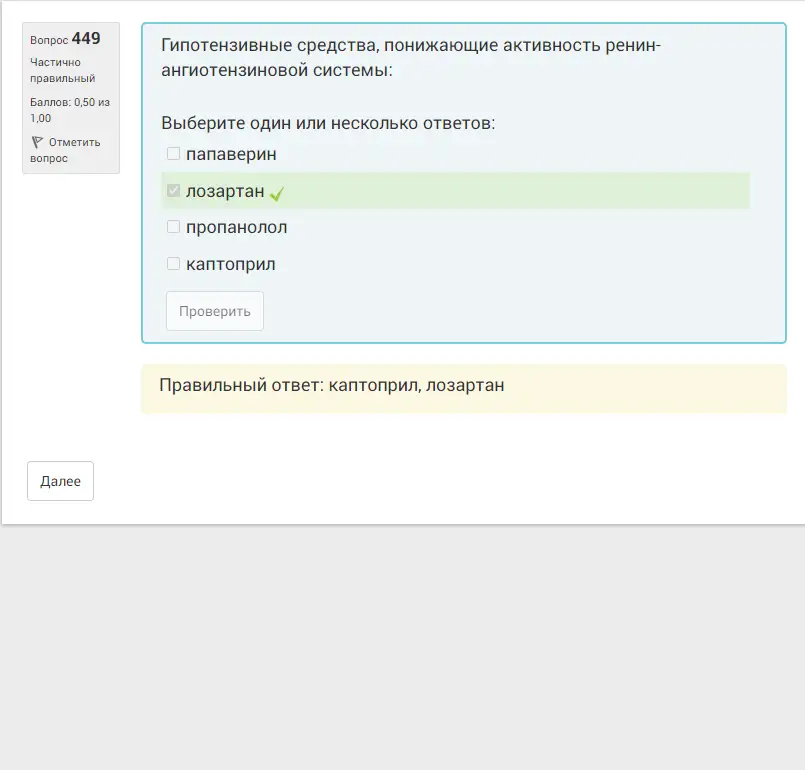 Вопрос 449
Частично
правильный
Баллов: 0,50 из
1,00
Отметить
вопрос
Гипотензивные средства, понижающие активность ренин-
ангиотензиновой системы:
Выберите один или несколько ответов:
папаверин
лозартан
пропанолол
каптоприл
Проверить
Правильный ответ: каптоприл, лозартан
Далее